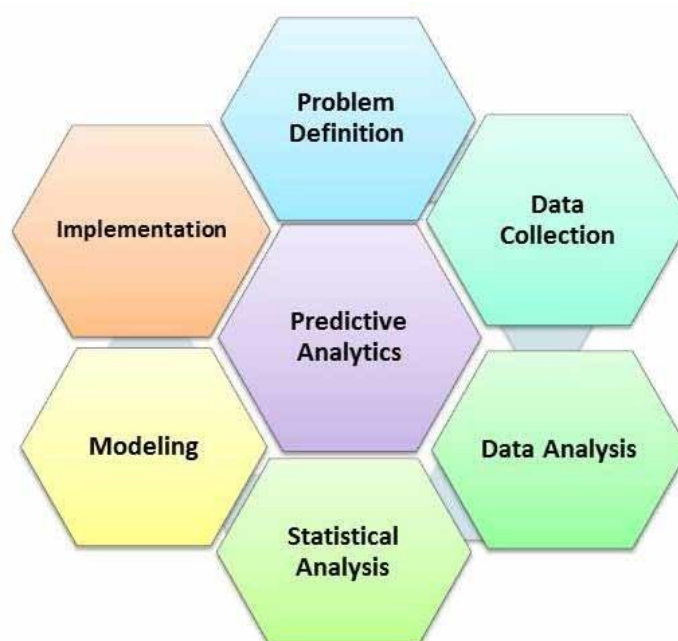 Problem
Definition
Data
Collection
Implementation
Predictive
Analytics
Modeling
Data Analysis
Statistical
Analysis